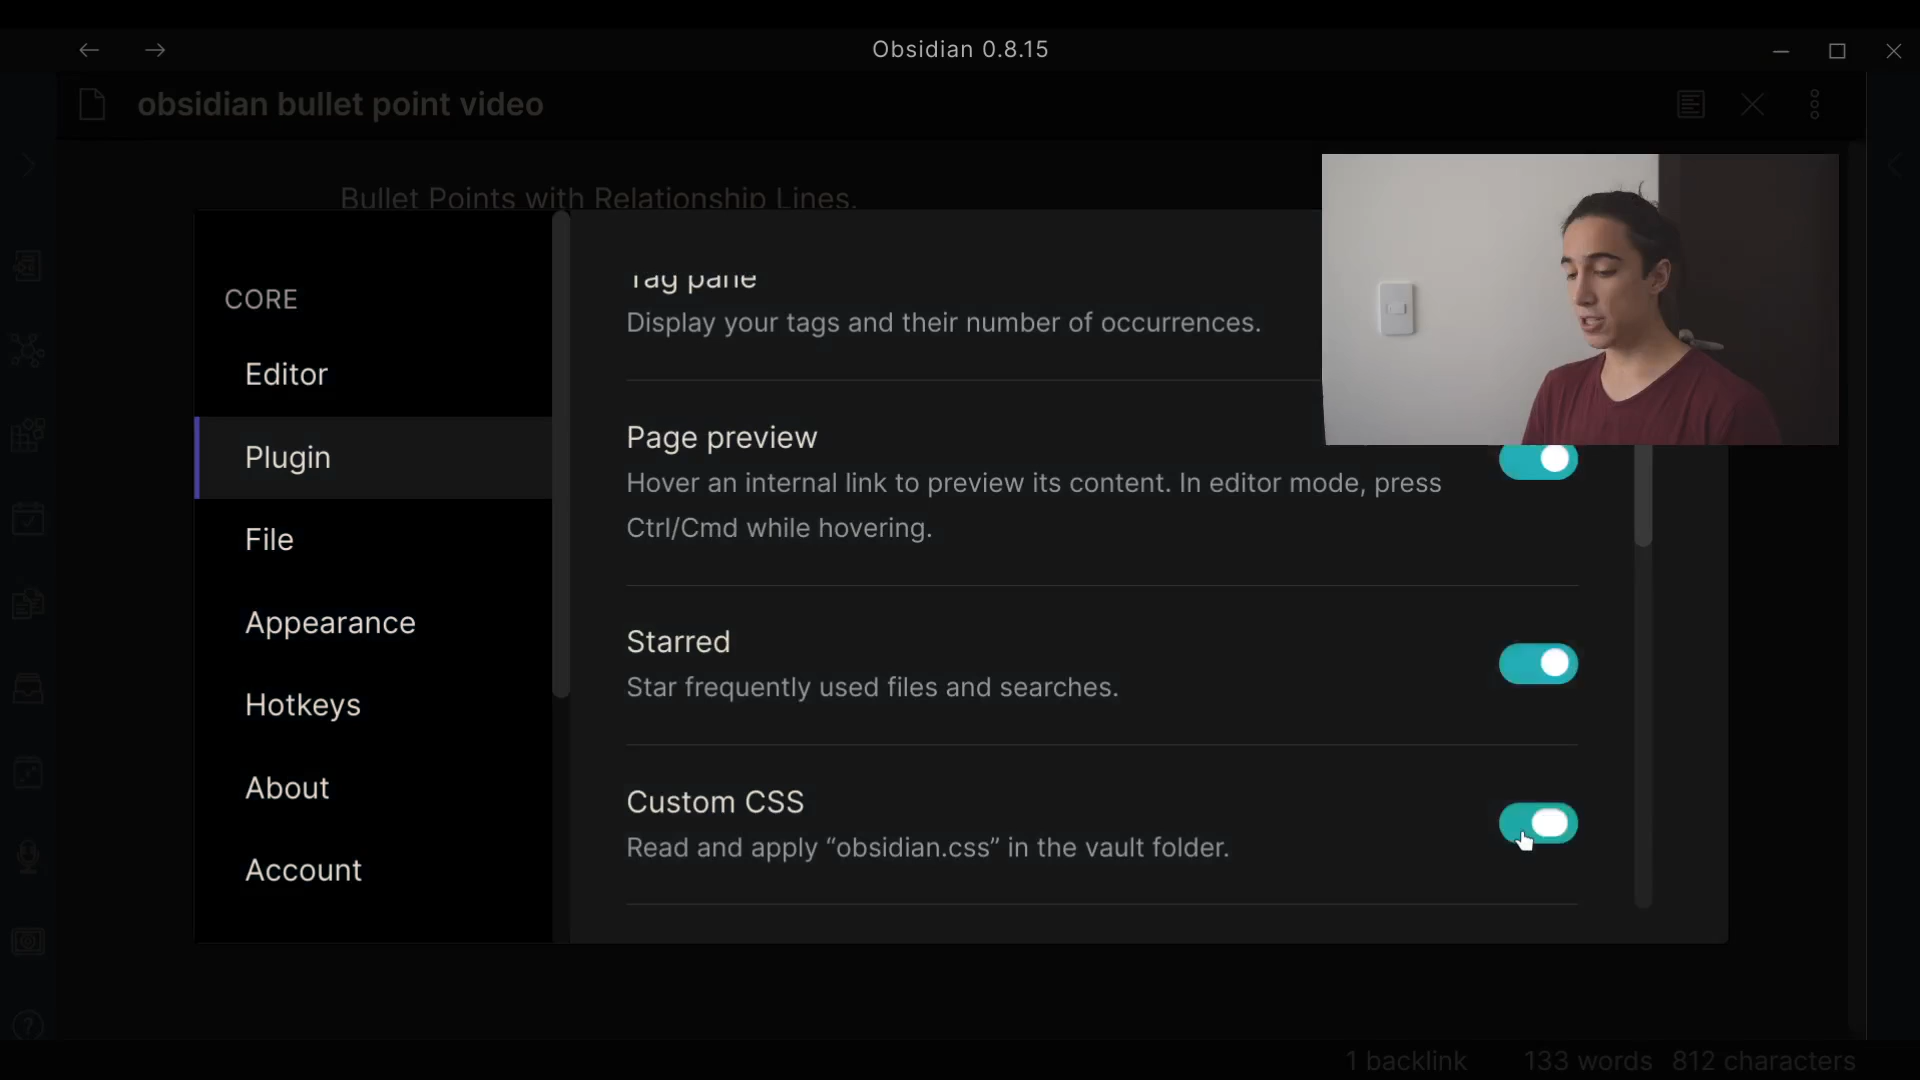 Obsidian 0.8.15
obsidian bullet point video
Bullet Points with Relationship Lines.
CORE
Editor
Plugin
File
Appearance
Hotkeys
About
Account
Tag pane
Display your tags and their number of occurrences.
Page preview
Hover an internal link to preview its content. In editor mode, press
Ctrl/Cmd while hovering.
Starred
Star frequently used files and searches.
Custom CSS
Read and apply “obsidian.css” in the vault folder.
1 backlink
133 words
812 characters